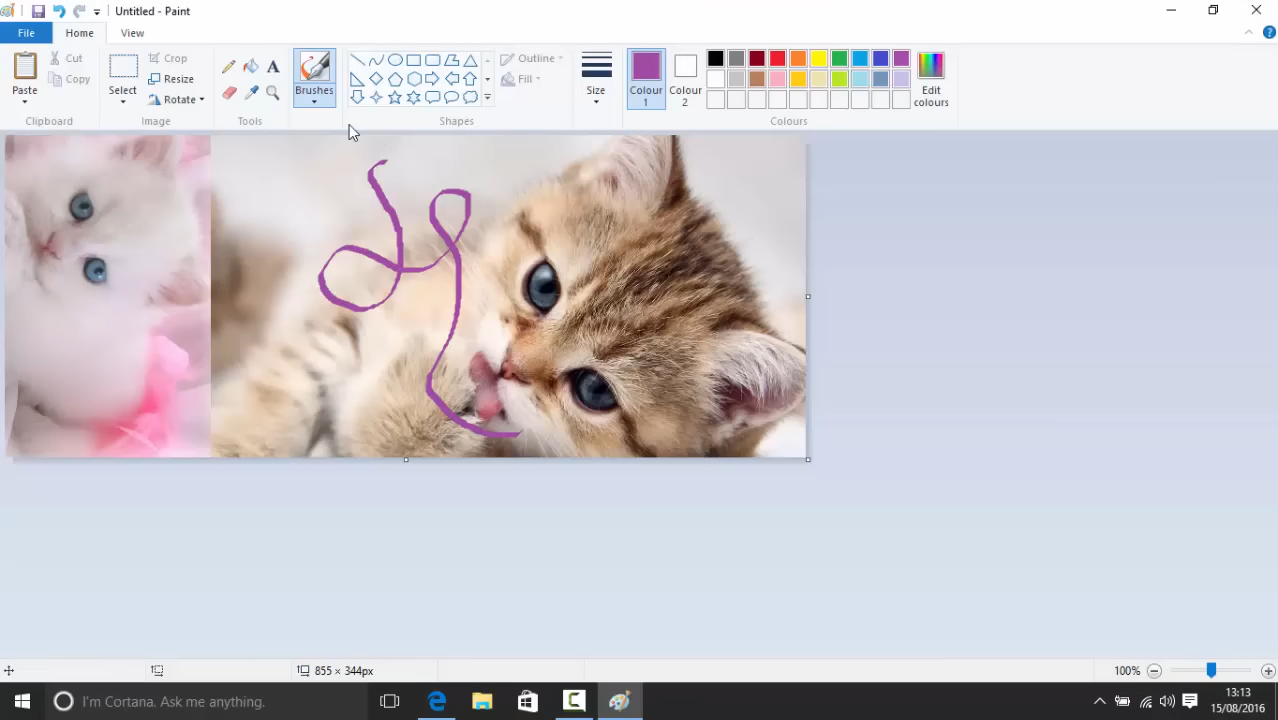 Untitled - Paint
File
Home
View
Paste
Cut
Copy
Clipboard
Select
Crop
Resize
Rotate
Image
A
Tools
Brushes
Shapes
Outline
Fill
Size
Colour 1
Colour 2
Edit colours
Colours
855 × 344px
100%
I'm Cortana. Ask me anything.
13:13
15/08/2016